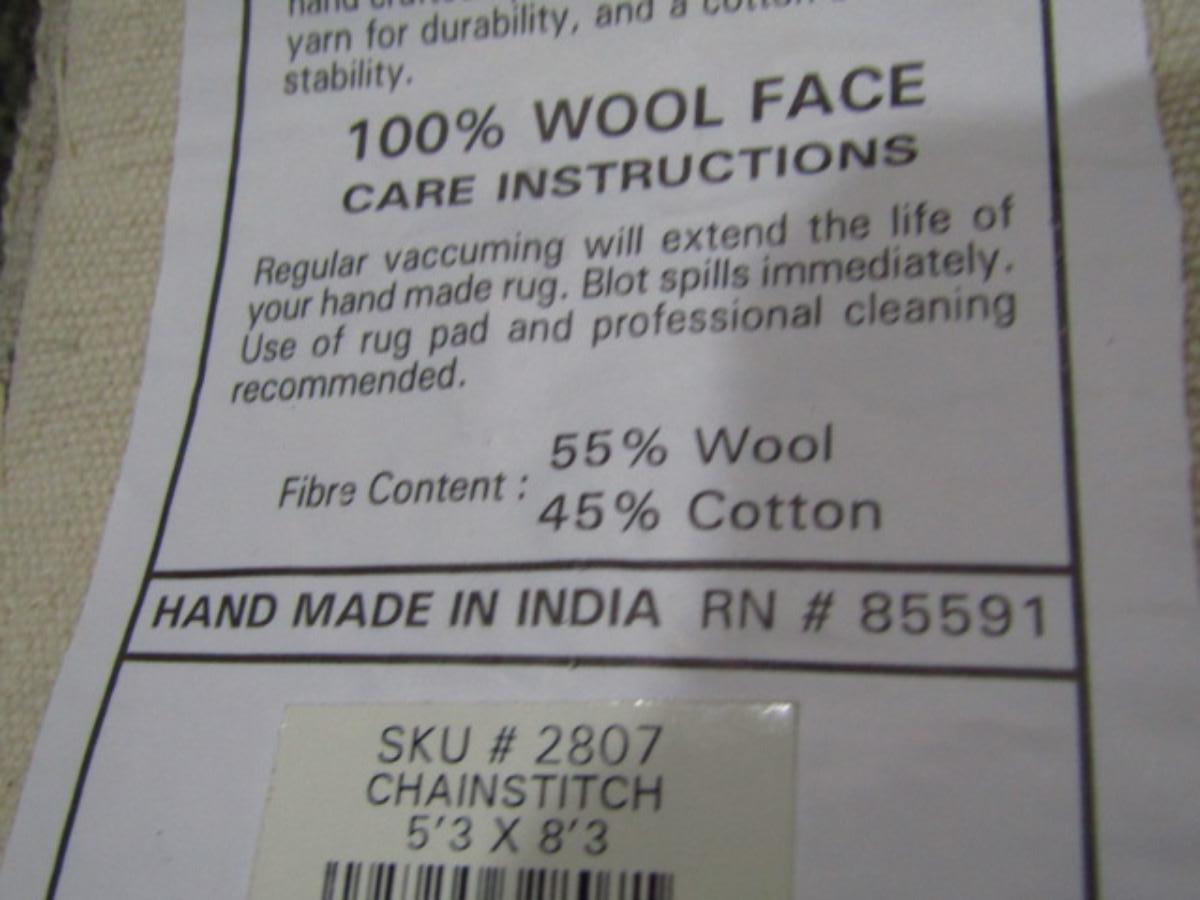 yarn for durability, and a cotton
stability.
100% WOOL FACE
CARE INSTRUCTIONS
Regular vaccuming will extend the life of
your hand made rug. Blot spills immediately.
Use of rug pad and professional cleaning
recommended.
Fibre Content : 55% Wool
45% Cotton
HAND MADE IN INDIA RN # 85591
SKU # 2807
CHAINSTITCH
5'3 X 8'3